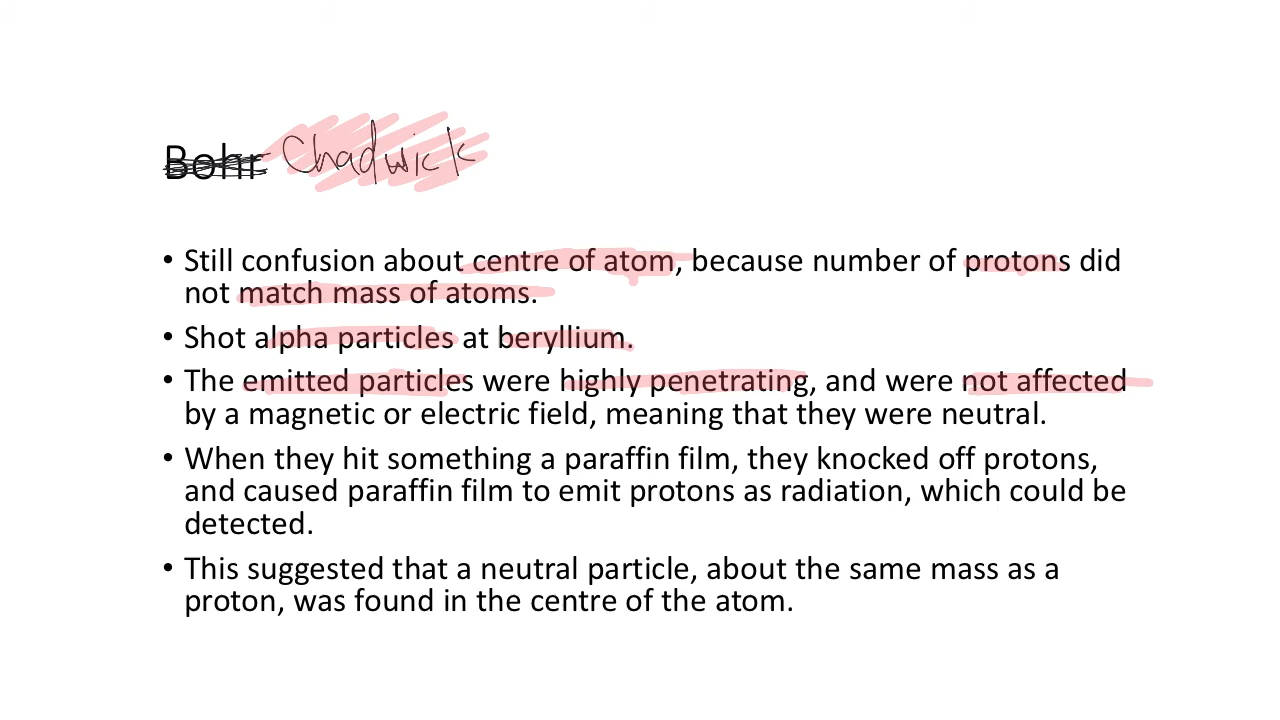 Bohr Chadwick
• Still confusion about centre of atom, because number of protons did
not match mass of atoms.
• Shot alpha particles at beryllium.
• The emitted particles were highly penetrating, and were not affected
by a magnetic or electric field, meaning that they were neutral.
• When they hit something a paraffin film, they knocked off protons,
and caused paraffin film to emit protons as radiation, which could be
detected.
• This suggested that a neutral particle, about the same mass as a
proton, was found in the centre of the atom.